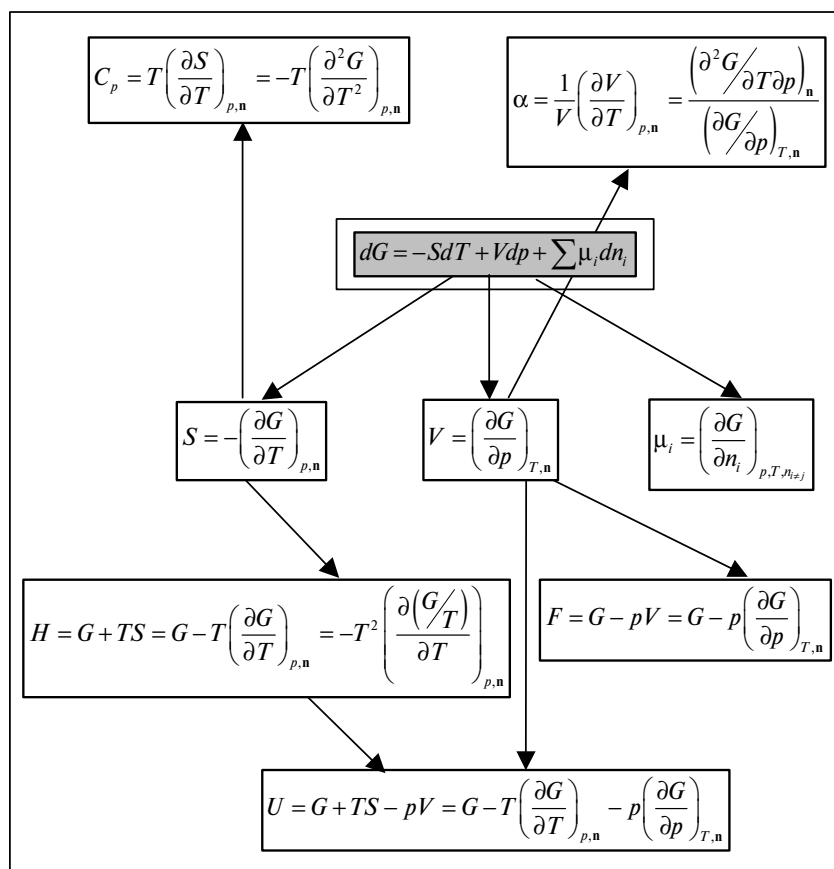 C_p = T(∂S/∂T)_{p,n} = −T(∂²G/∂T²)_{p,n}
α = 1/V (∂V/∂T)_{p,n} = (∂²G/∂T∂p)_n / (∂G/∂p)_{T,n}
dG = −SdT + Vdp + ∑μ_i dn_i
S = −(∂G/∂T)_{p,n}
V = (∂G/∂p)_{T,n}
μ_i = (∂G/∂n_i)_{p,T,n_{i≠j}}
H = G + TS = G − T(∂G/∂T)_{p,n} = −T²(∂(G/T)/∂T)_{p,n}
F = G − pV = G − p(∂G/∂p)_{T,n}
U = G + TS − pV = G − T(∂G/∂T)_{p,n} − p(∂G/∂p)_{T,n}